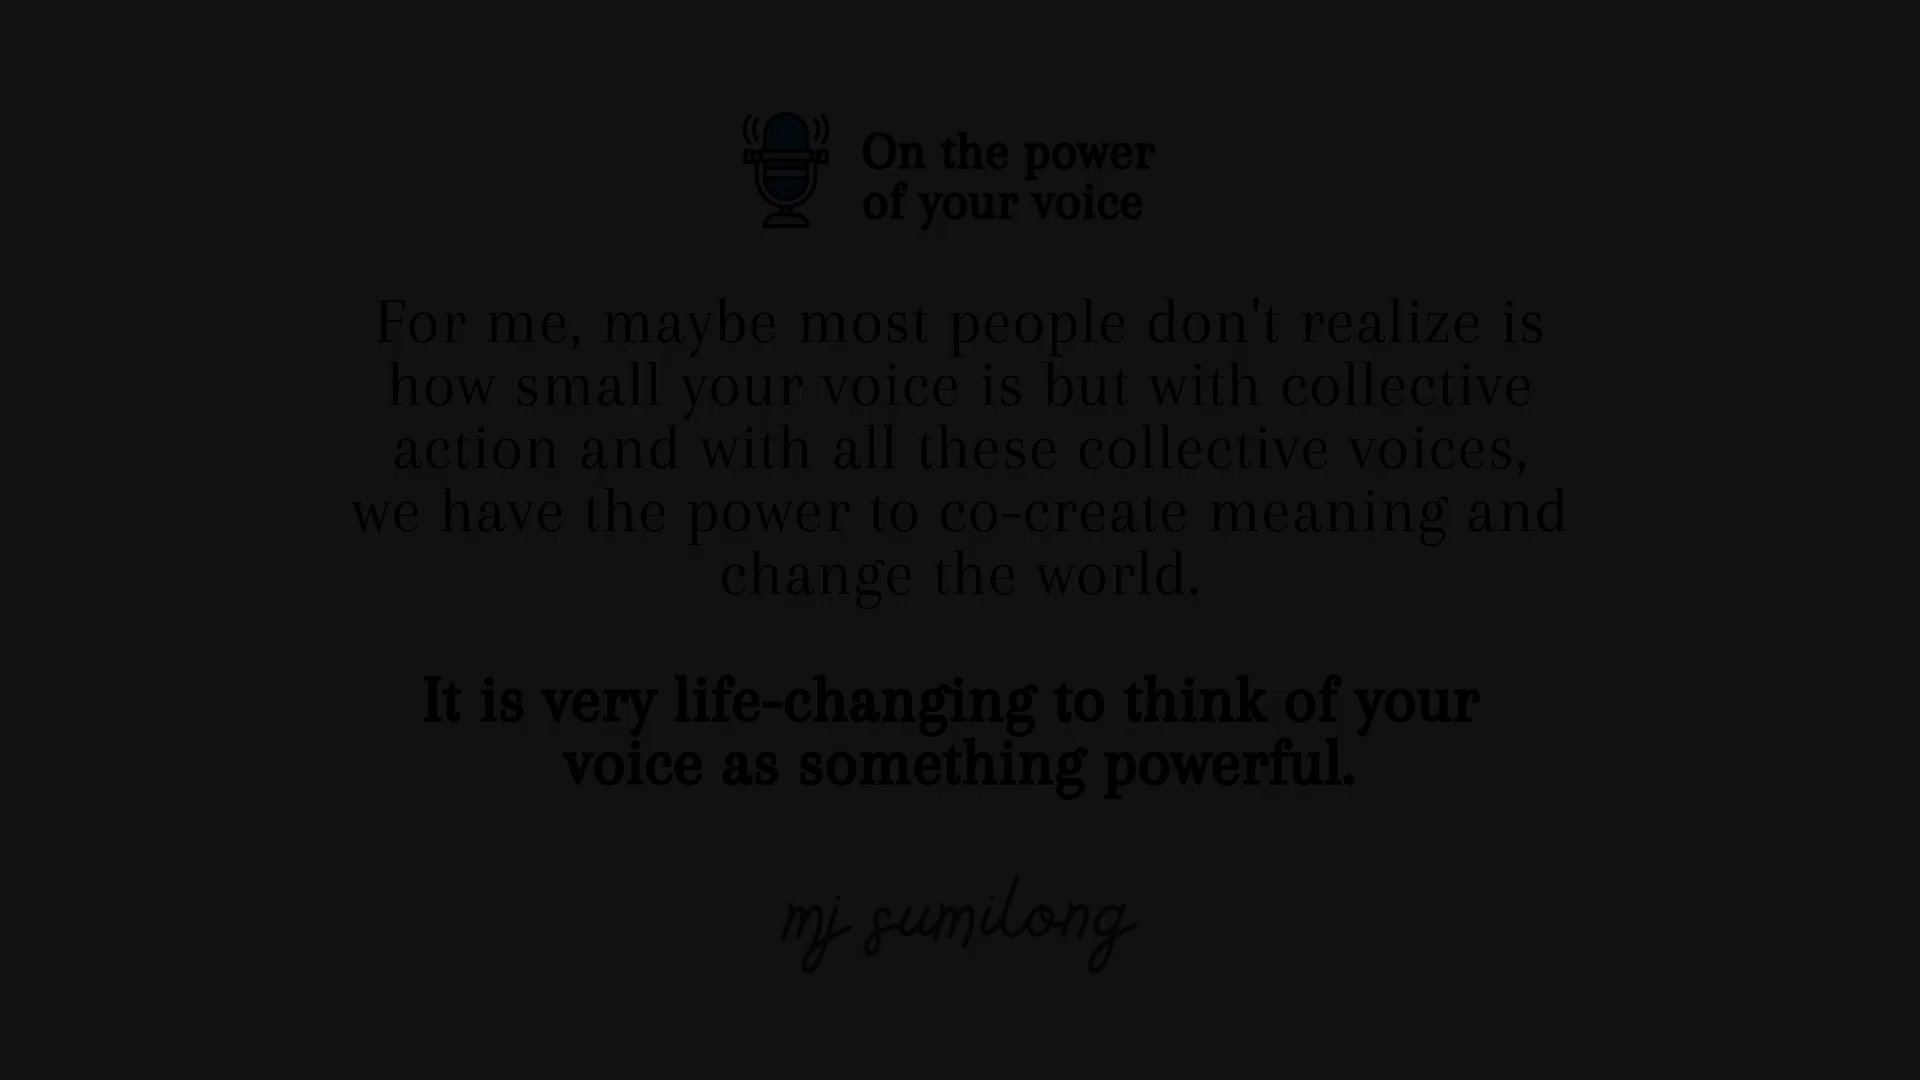 On the power
of your voice
For me, maybe most people don't realize is
how small your voice is but with collective
action and with all these collective voices,
we have the power to co-create meaning and
change the world.
It is very life-changing to think of your
voice as something powerful.
mj sumilong